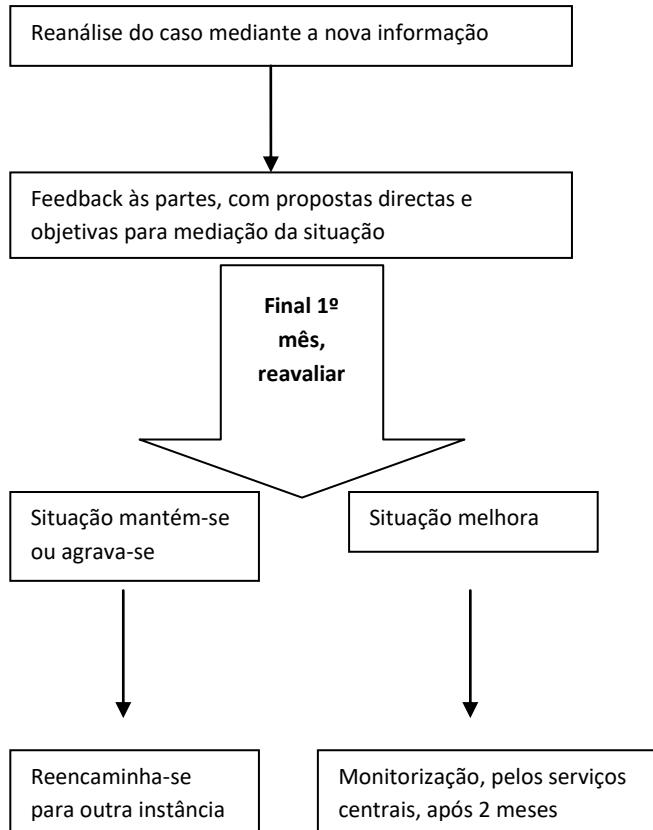 Reanálise do caso mediante a nova informação
Feedback às partes, com propostas directas e
objetivas para mediação da situação
Final 1º
mês,
reavaliar
Situação mantém-se
ou agrava-se
Situação melhora
Reencaminha-se
para outra instância
Monitorização, pelos serviços
centrais, após 2 meses